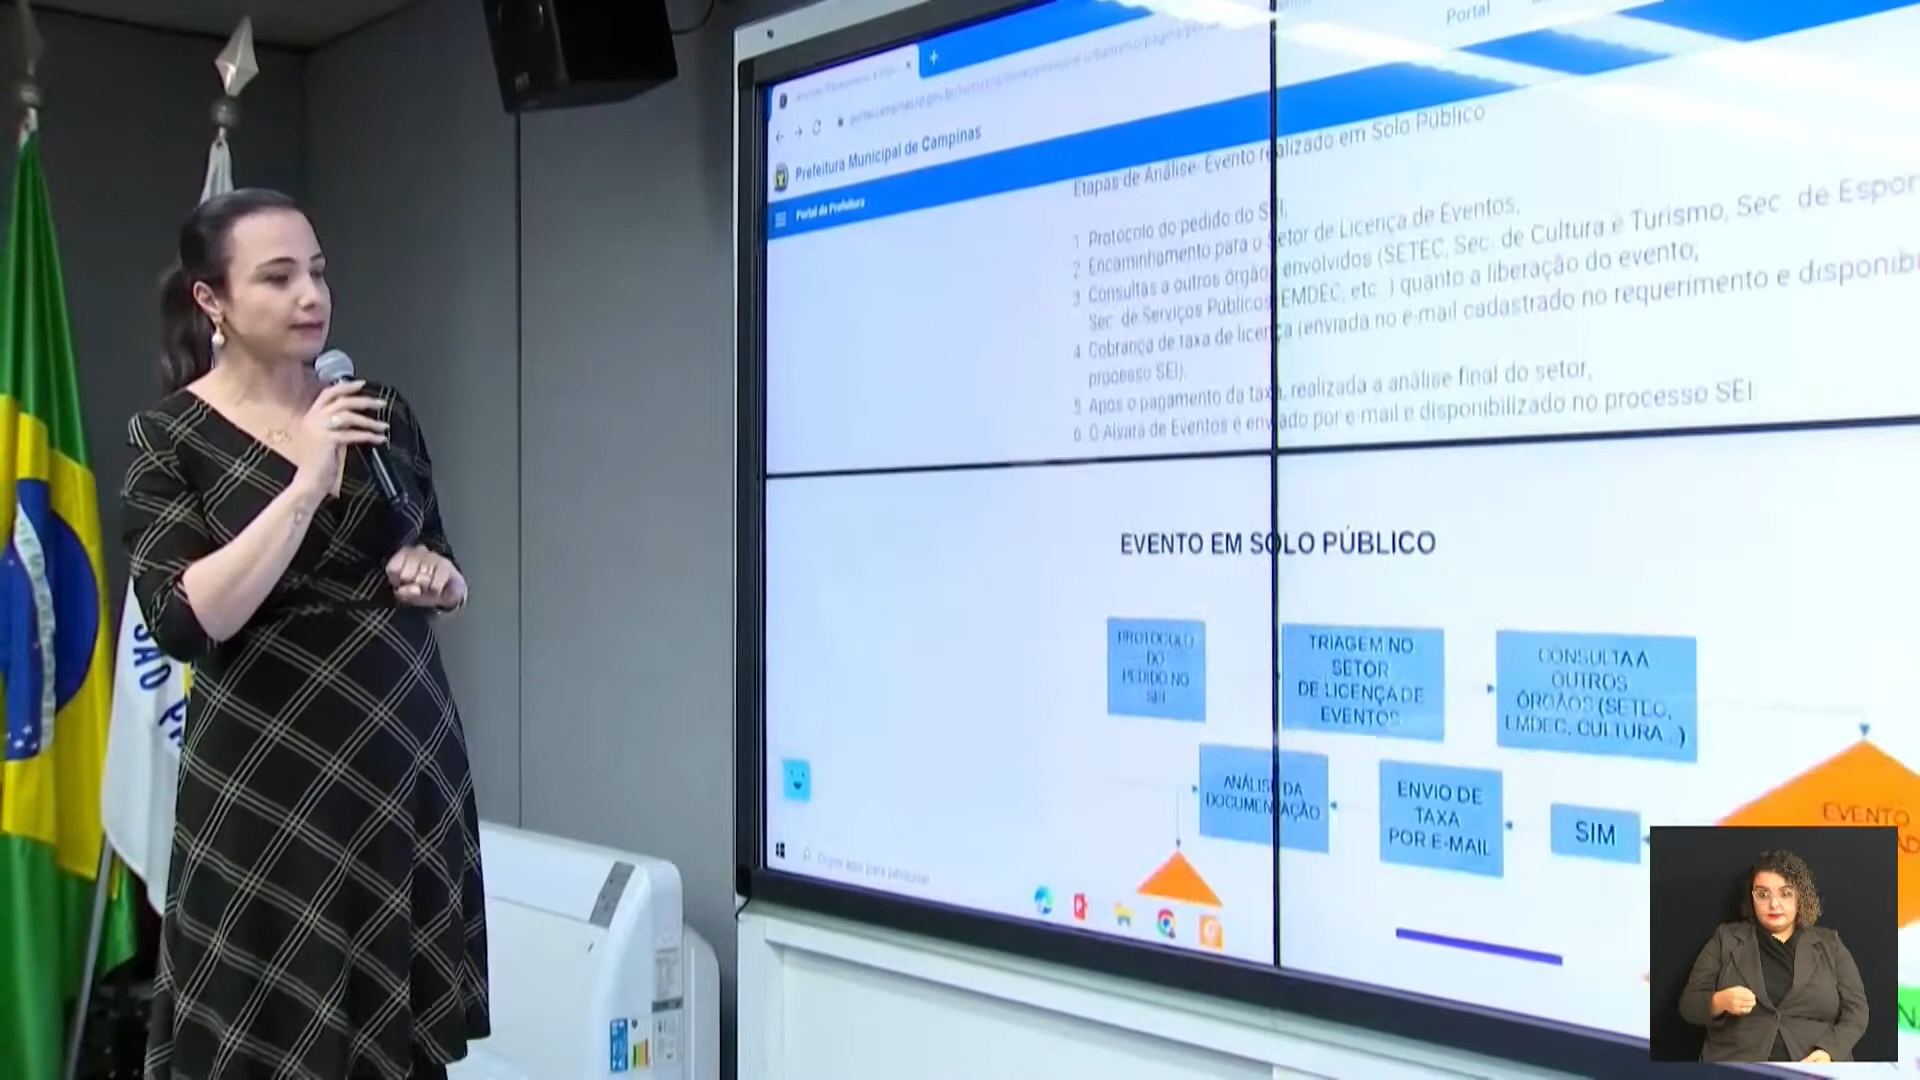 Portal
Prefeitura Municipal de Campinas
Portal da Prefeitura
Etapas de Análise Evento realizado em Solo Público
1 Protocolo do pedido do SEI,
2 Encaminhamento para o Setor de Licença de Eventos,
3 Consultas a outros órgãos envolvidos (SETEC, Sec. de Cultura e Turismo, Sec. de Espor
Sec. de Serviços Públicos, EMDEC, etc. ) quanto a liberação do evento;
4 Cobrança de taxa de licença (enviada no e-mail cadastrado no requerimento e disponib
processo SEI),
5 Após o pagamento da taxa, realizada a análise final do setor,
6 O Alvará de Eventos é enviado por e-mail e disponibilizado no processo SEI
EVENTO EM SOLO PÚBLICO
PROTOCOLO
DO
PEDIDO NO
SEI
TRIAGEM NO
SETOR
DE LICENÇA DE
EVENTOS
CONSULTA A
OUTROS
ÓRGÃOS (SETEC,
EMDEC, CULTURA...)
ANÁLISE DA
DOCUMENTAÇÃO
ENVIO DE
TAXA
POR E-MAIL
SIM
EVENTO
Digite aqui para pesquisar
SÃO P